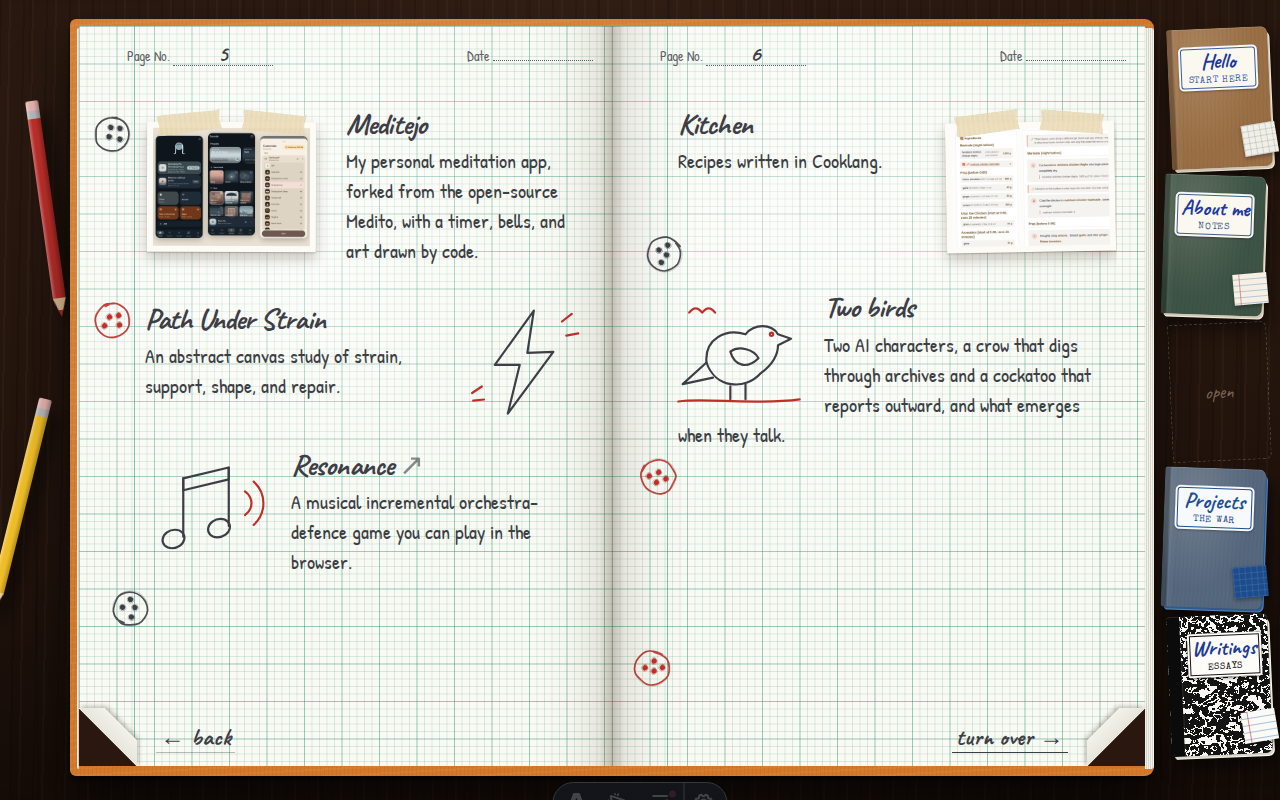 Page No. 5
Date
Meditejo
My personal meditation app,
forked from the open-source
Medito, with a timer, bells, and
art drawn by code.
Path Under Strain
An abstract canvas study of strain,
support, shape, and repair.
Resonance ↗
A musical incremental orchestra-
defense game you can play in the
browser.
← back
Page No. 6
Date
Kitchen
Recipes written in Cooklang.
Two birds
Two AI characters, a crow that digs
through archives and a cockatoo that
reports outward, and what emerges
when they talk.
turn over →
Hello
START HERE
About me
NOTES
open
Projects
THE WAR
Writings
ESSAYS